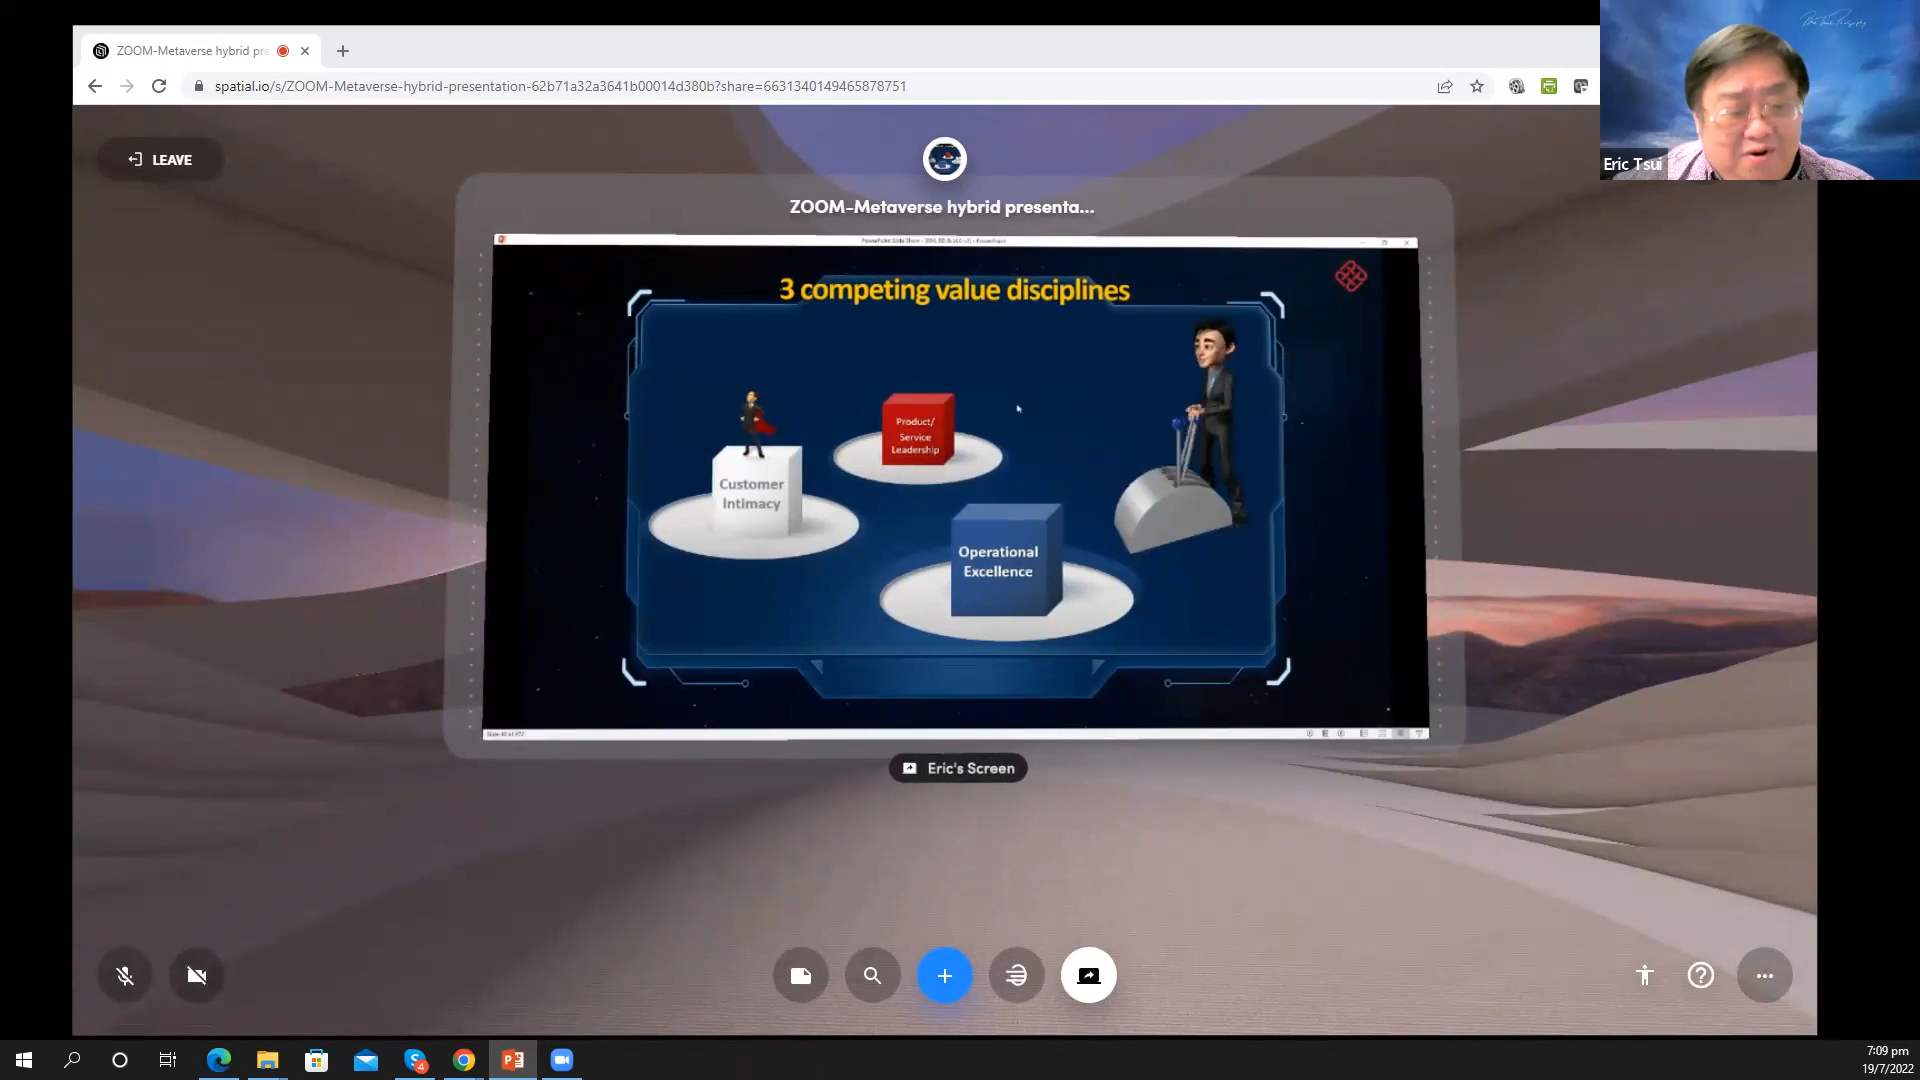 ZOOM-Metaverse hybrid pre
spatial.io/s/ZOOM-Metaverse-hybrid-presentation-62b71a32a3641b00014d380b?share=6631340149465878751
Eric Tsui
LEAVE
ZOOM-Metaverse hybrid presenta...
3 competing value disciplines
Product/
Service
Leadership
Customer
Intimacy
Operational
Excellence
Eric's Screen
4
7:09 pm
19/7/2022